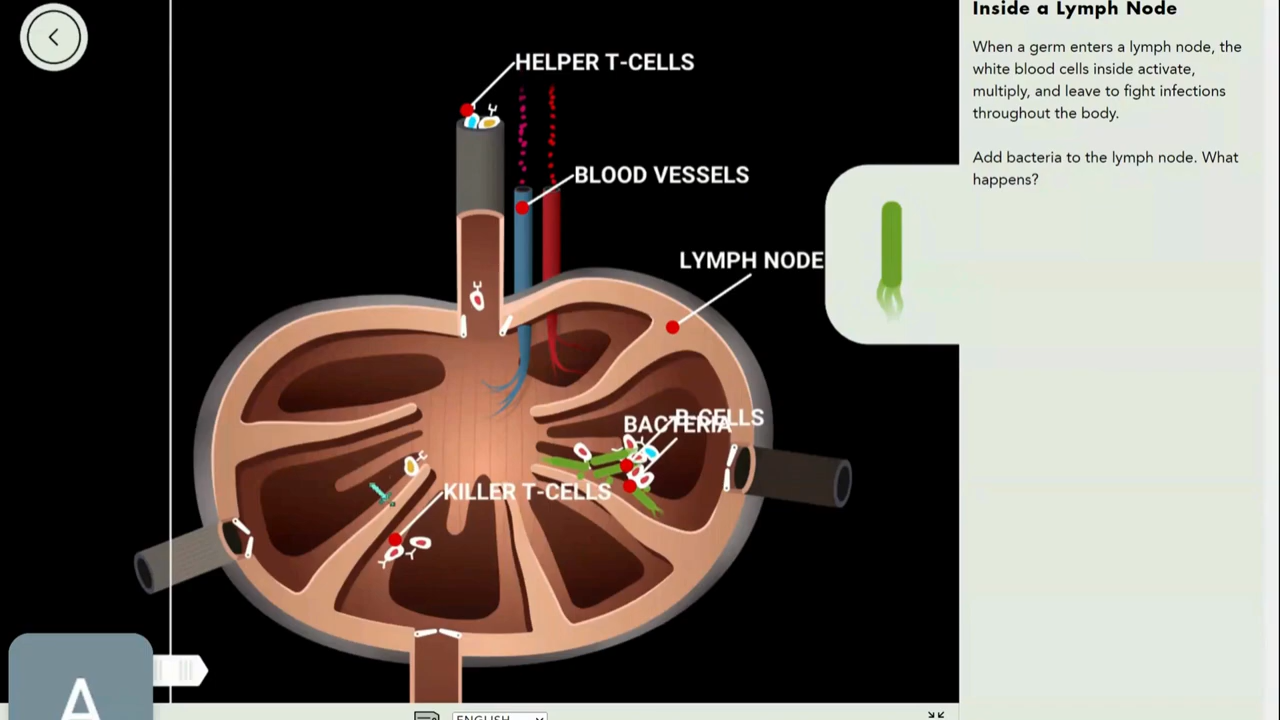 Inside a Lymph Node
When a germ enters a lymph node, the
white blood cells inside activate,
multiply, and leave to fight infections
throughout the body.
Add bacteria to the lymph node. What
happens?
HELPER T-CELLS
BLOOD VESSELS
LYMPH NODE
B-CELLS
BACTERIA
KILLER T-CELLS
A
ENGLISH